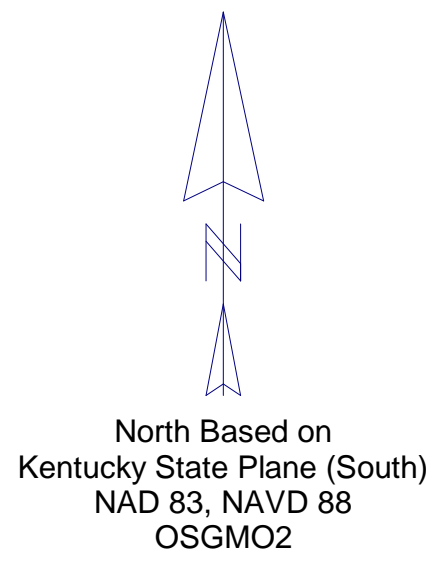 N
North Based on
Kentucky State Plane (South)
NAD 83, NAVD 88
OSGMO2